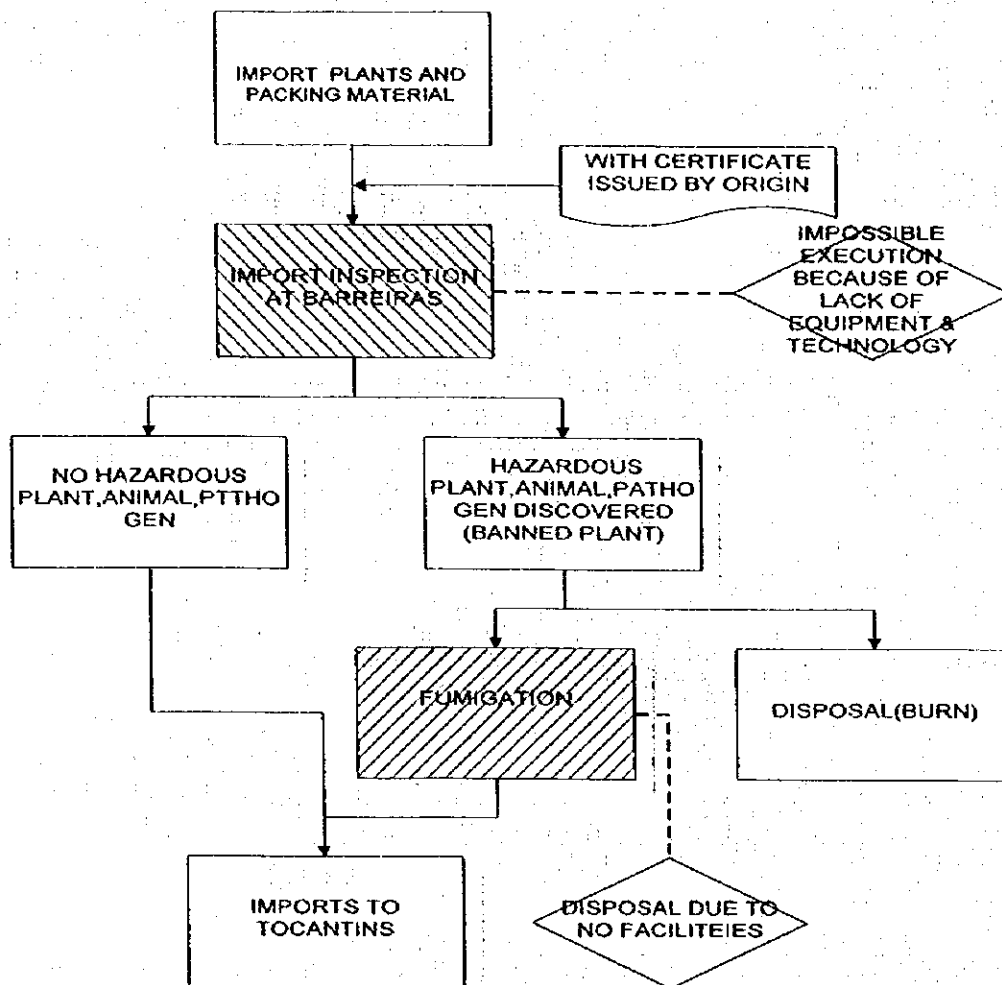 IMPORT PLANTS AND
PACKING MATERIAL
WITH CERTIFICATE
ISSUED BY ORIGIN
IMPORT INSPECTION
AT BARREIRAS
IMPOSSIBLE
EXECUTION
BECAUSE OF
LACK OF
EQUIPMENT &
TECHNOLOGY
NO HAZARDOUS
PLANT,ANIMAL,PTTHO
GEN
HAZARDOUS
PLANT,ANIMAL,PATHO
GEN DISCOVERED
(BANNED PLANT)
FUMIGATION
DISPOSAL(BURN)
IMPORTS TO
TOCANTINS
DISPOSAL DUE TO
NO FACILITEIES